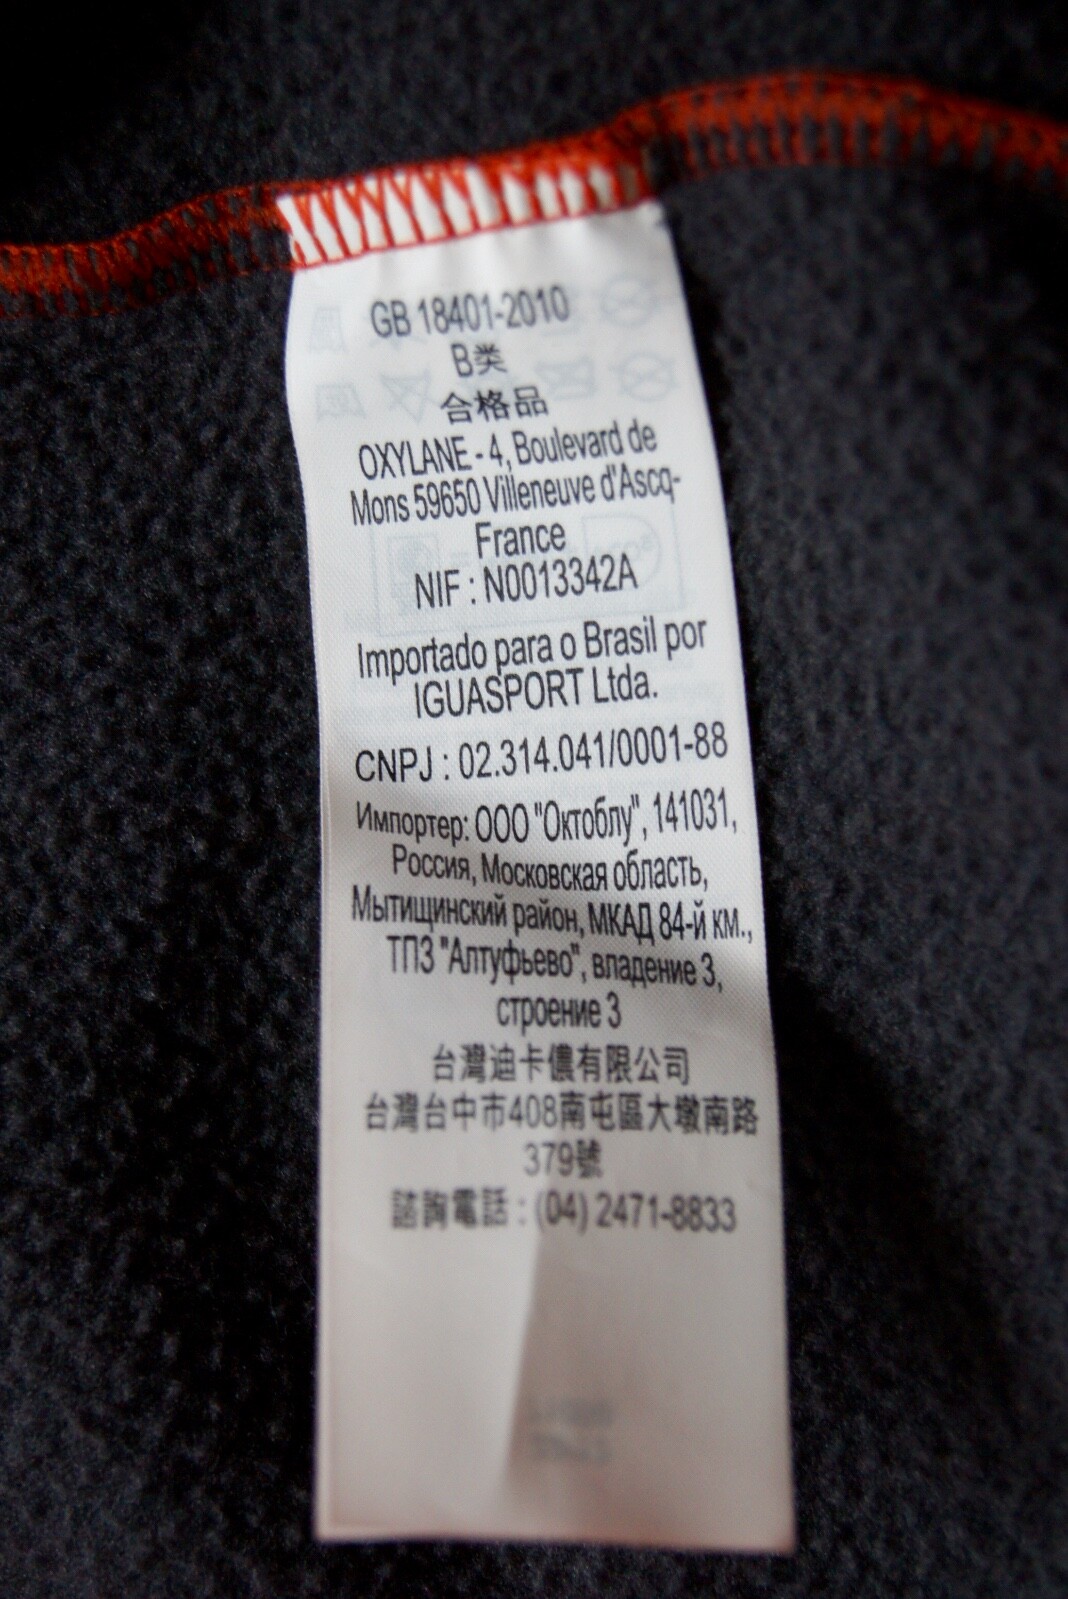 GB 18401-2010
B类
合格品
OXYLANE - 4, Boulevard de
Mons 59650 Villeneuve d'Ascq-
France
NIF : N0013342A
Importado para o Brasil por
IGUASPORT Ltda.
CNPJ : 02.314.041/0001-88
Импортер: ООО "Октоблу", 141031,
Россия, Московская область,
Мытищинский район, МКАД 84-й км.,
ТПЗ "Алтуфьево", владение 3,
строение 3
台灣迪卡儂有限公司
台灣台中市408南屯區大墩南路
379號
諮詢電話 : (04) 2471-8833